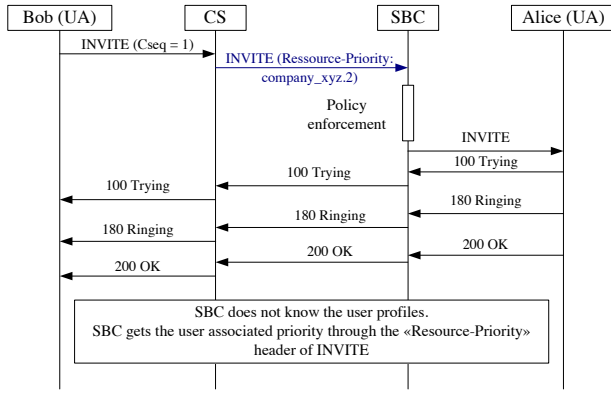 Bob (UA)
CS
SBC
Alice (UA)
INVITE (Cseq = 1)
INVITE (Ressource-Priority:
company_xyz.2)
Policy
enforcement
INVITE
100 Trying
100 Trying
100 Trying
180 Ringing
180 Ringing
180 Ringing
200 OK
200 OK
200 OK
SBC does not know the user profiles.
SBC gets the user associated priority through the «Resource-Priority»
header of INVITE